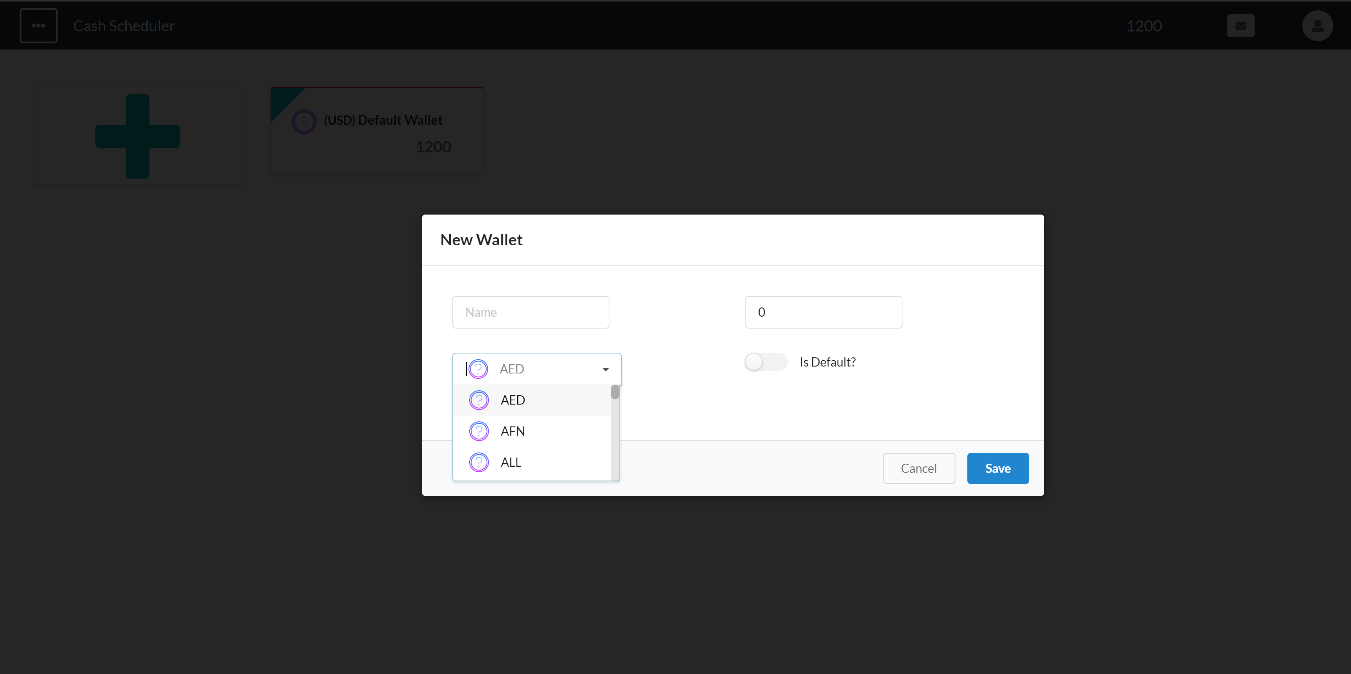 Cash Scheduler
1200
(USD) Default Wallet
1200
New Wallet
Name
0
AED
Is Default?
AED
AFN
ALL
Cancel
Save